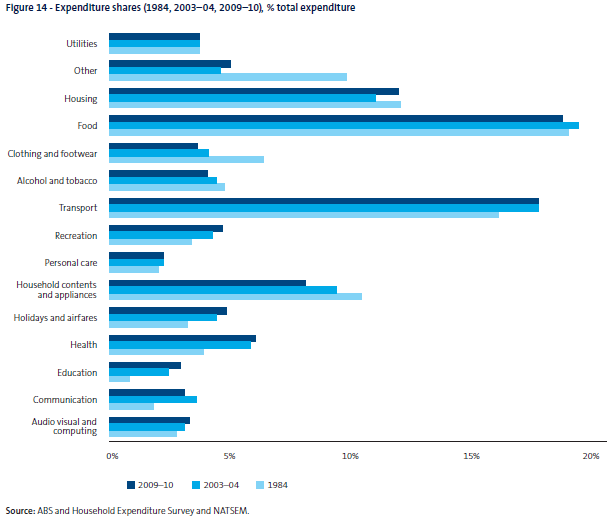 Figure 14 - Expenditure shares (1984, 2003–04, 2009–10), % total expenditure
Utilities
Other
Housing
Food
Clothing and footwear
Alcohol and tobacco
Transport
Recreation
Personal care
Household contents
and appliances
Holidays and airfares
Health
Education
Communication
Audio visual and
computing
0% 5% 10% 15% 20%
2009–10 2003–04 1984
Source: ABS and Household Expenditure Survey and NATSEM.